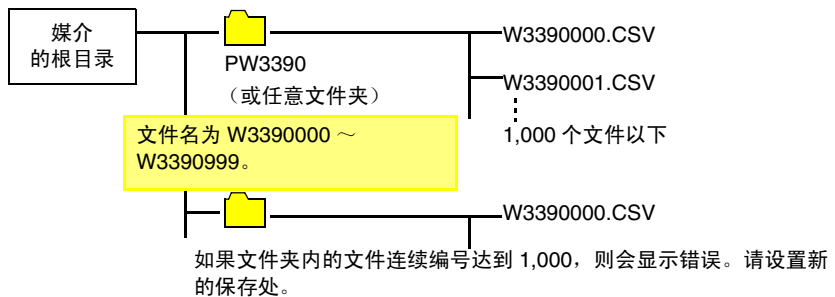 媒介
的根目录
PW3390
（或任意文件夹）
W3390000.CSV
W3390001.CSV
1,000 个文件以下
文件名为 W3390000 ～
W3390999。
W3390000.CSV
如果文件夹内的文件连续编号达到 1,000，则会显示错误。请设置新
的保存处。